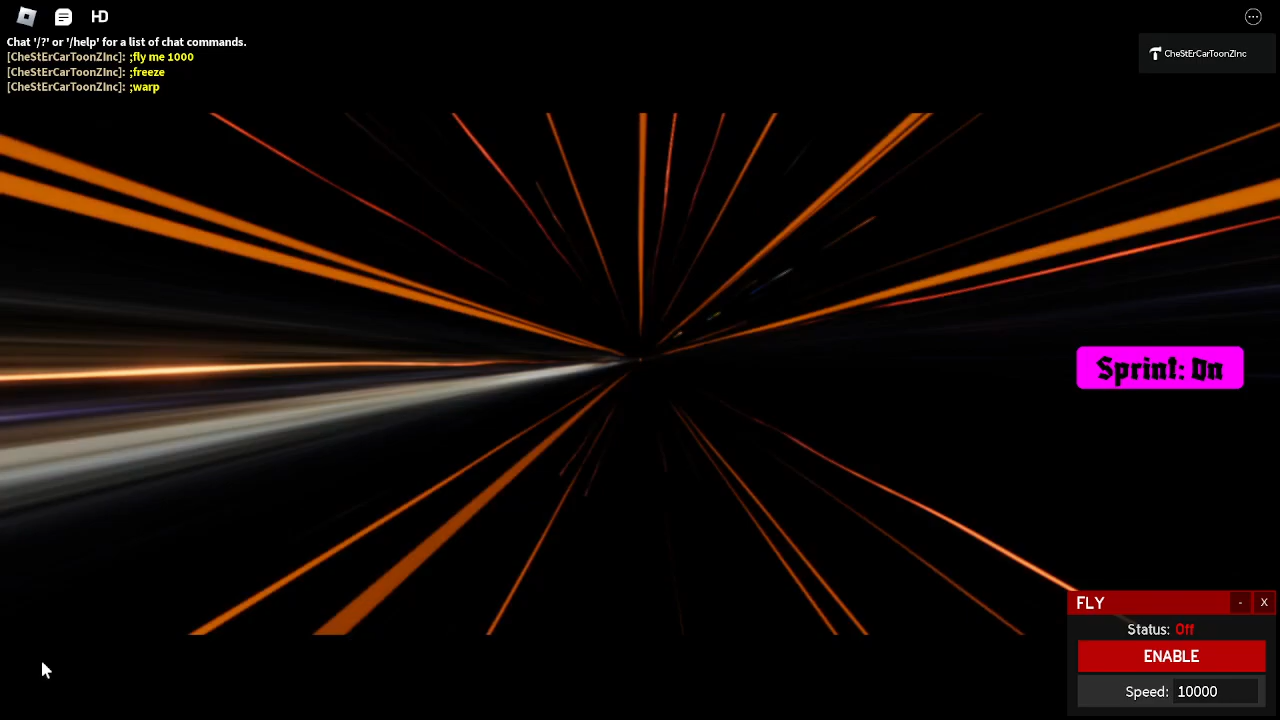 HD
Chat '/?' or '/help' for a list of chat commands.
[CheStErCarToonZInc]: ;fly me 1000
[CheStErCarToonZInc]: ;freeze
[CheStErCarToonZInc]: ;warp
CheStErCarToonZInc
Sprint: On
FLY - X
Status: Off
ENABLE
Speed: 10000